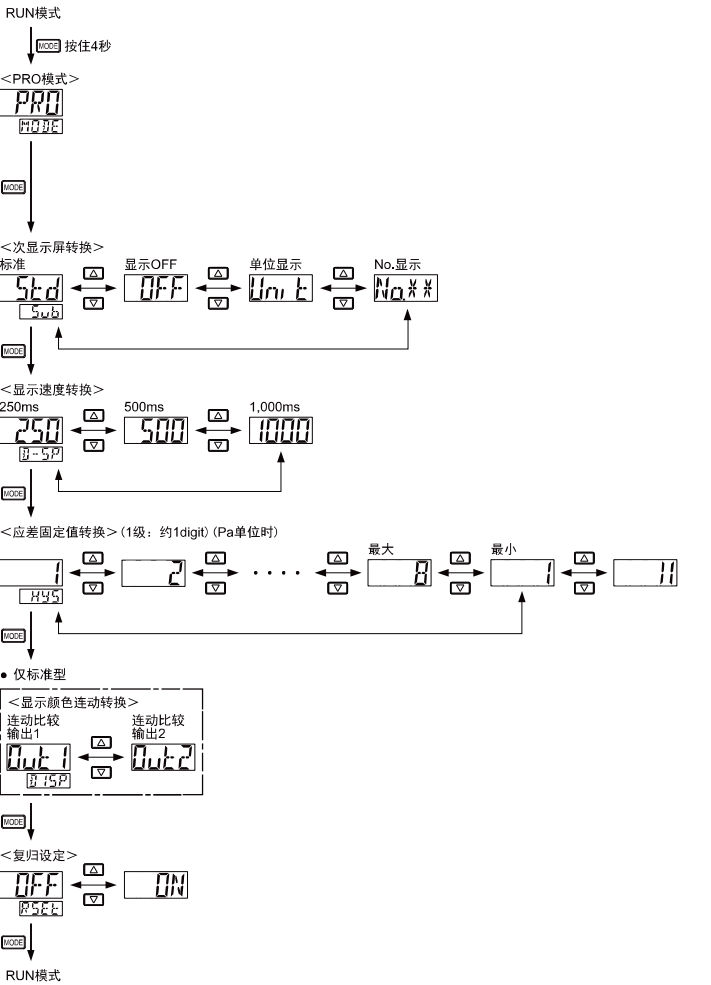 RUN模式
MODE 按住4秒
<PRO模式>
PRO
MODE
MODE
<次显示屏转换>
标准 显示OFF 单位显示 No.显示
Std OFF Unit No.**
Sub
MODE
<显示速度转换>
250ms 500ms 1,000ms
250 500 1000
D-SP
MODE
<应差固定值转换>(1级：约1digit)(Pa单位时)
最大 最小
1 2 ···· 8 1 11
HYS
MODE
● 仅标准型
<显示颜色连动转换>
连动比较 连动比较
输出1 输出2
Out1 Out2
DISP
MODE
<复归设定>
OFF ON
RSEt
MODE
RUN模式